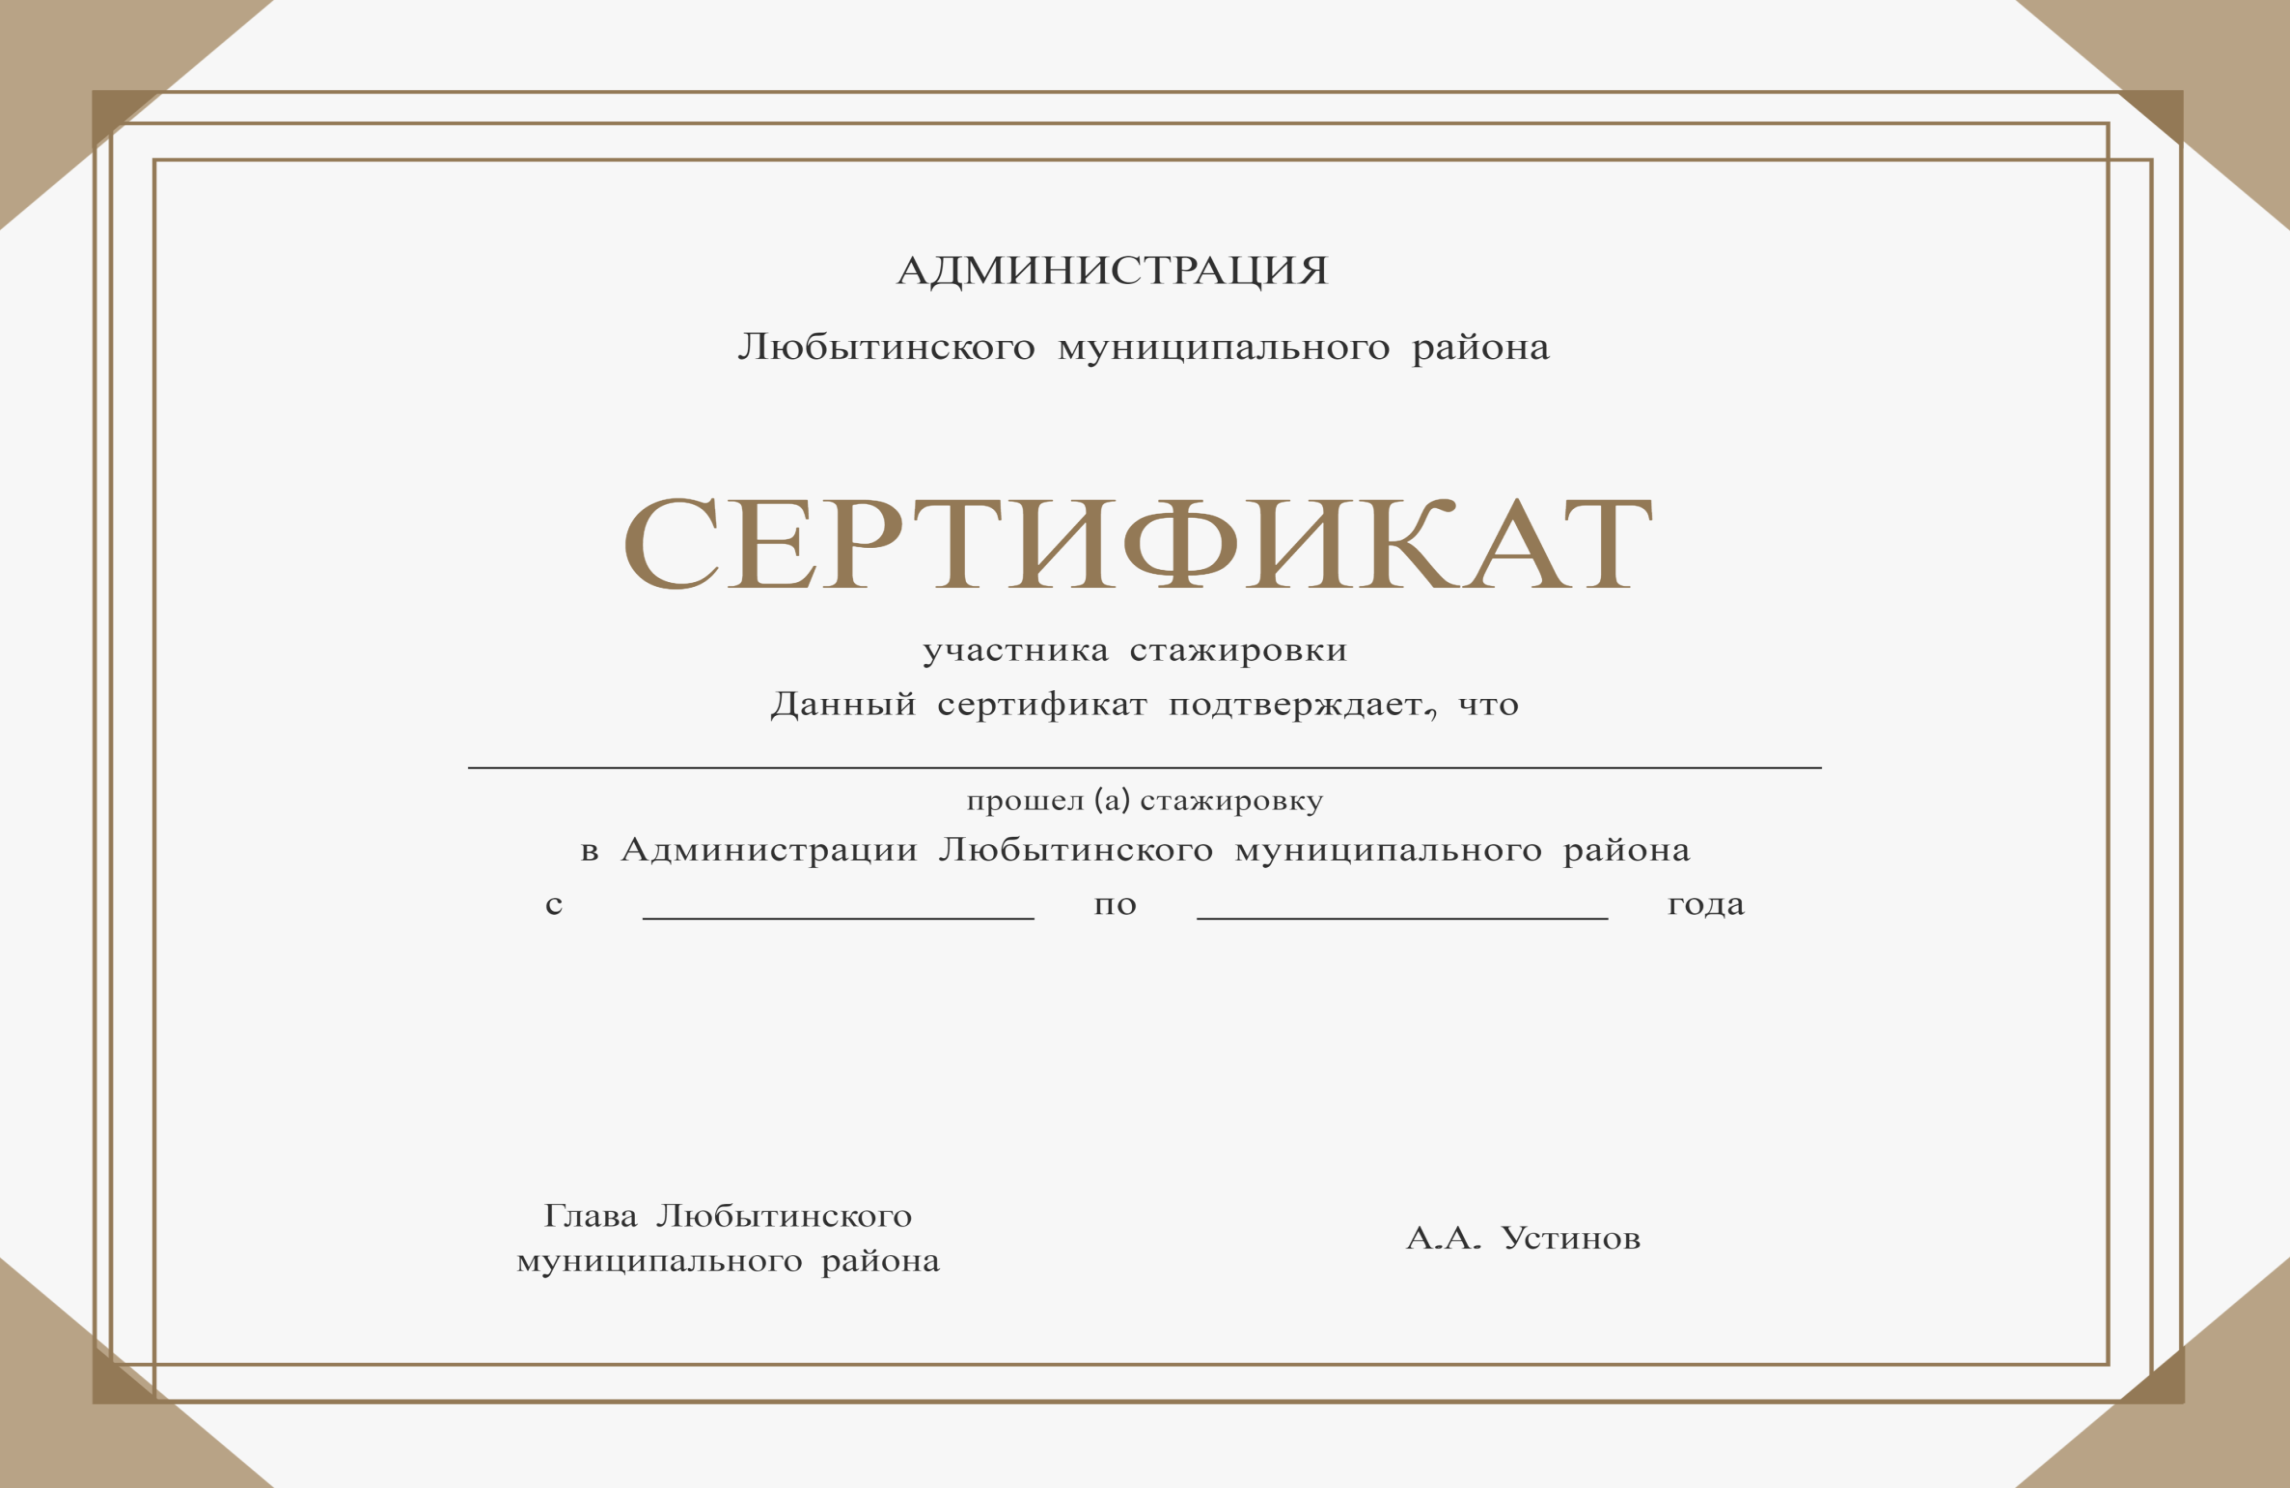 АДМИНИСТРАЦИЯ
Любытинского муниципального района
СЕРТИФИКАТ
участника стажировки
Данный сертификат подтверждает, что
прошел (а) стажировку
в Администрации Любытинского муниципального района
с по года
Глава Любытинского
муниципального района
А.А. Устинов